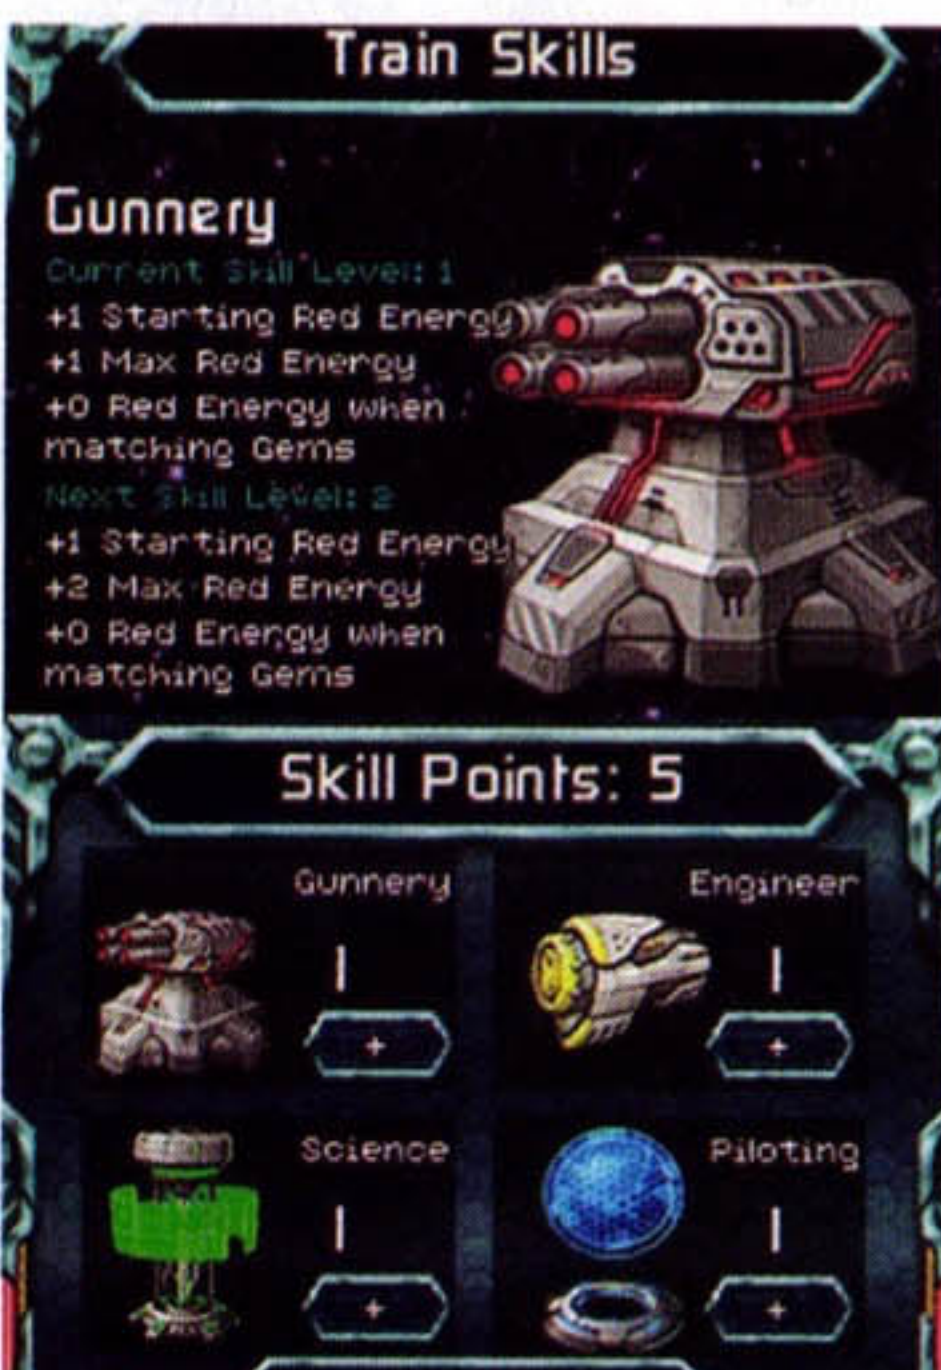 Train Skills
Gunnery
Current Skill Level: 1
+1 Starting Red Energy
+1 Max Red Energy
+0 Red Energy when
matching Gems
Next Skill Level: 2
+1 Starting Red Energy
+2 Max Red Energy
+0 Red Energy when
matching Gems
Skill Points: 5
Gunnery
1
+
Engineer
1
+
Science
1
+
Piloting
1
+